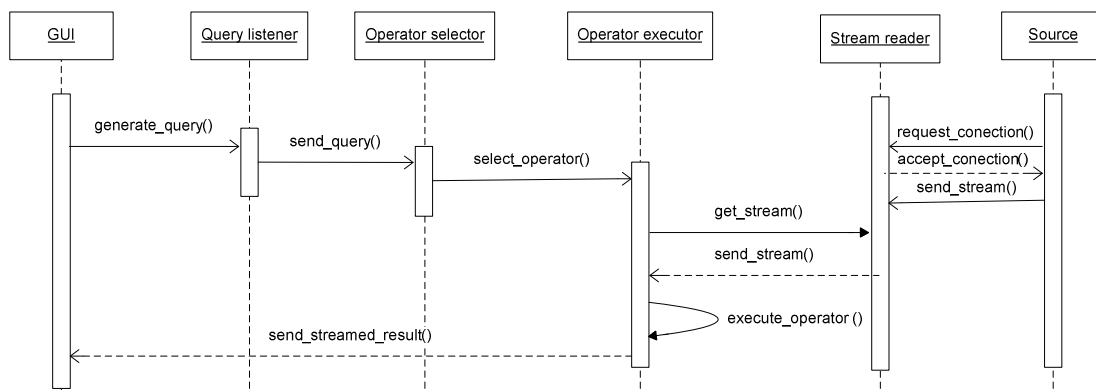 GUI
Query listener
Operator selector
Operator executor
Stream reader
Source
generate_query()
send_query()
select_operator()
request_conection()
accept_conection()
send_stream()
get_stream()
send_stream()
execute_operator ()
send_streamed_result()